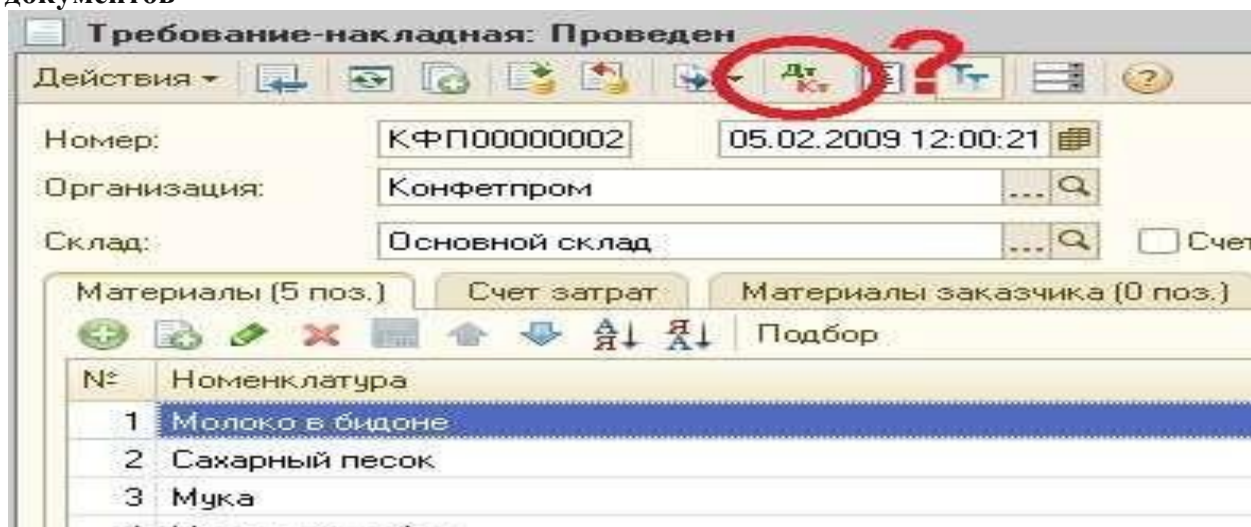 документов
Требование-накладная: Проведен
Действия Дт Кт ? Тт ?
Номер: КФП00000002 05.02.2009 12:00:21
Организация: Конфетпром ...
Склад: Основной склад ... Счет
Материалы (5 поз.) Счет затрат Материалы заказчика (0 поз.)
А Я Я А Подбор
№ Номенклатура
1 Молоко в бидоне
2 Сахарный песок
3 Мука